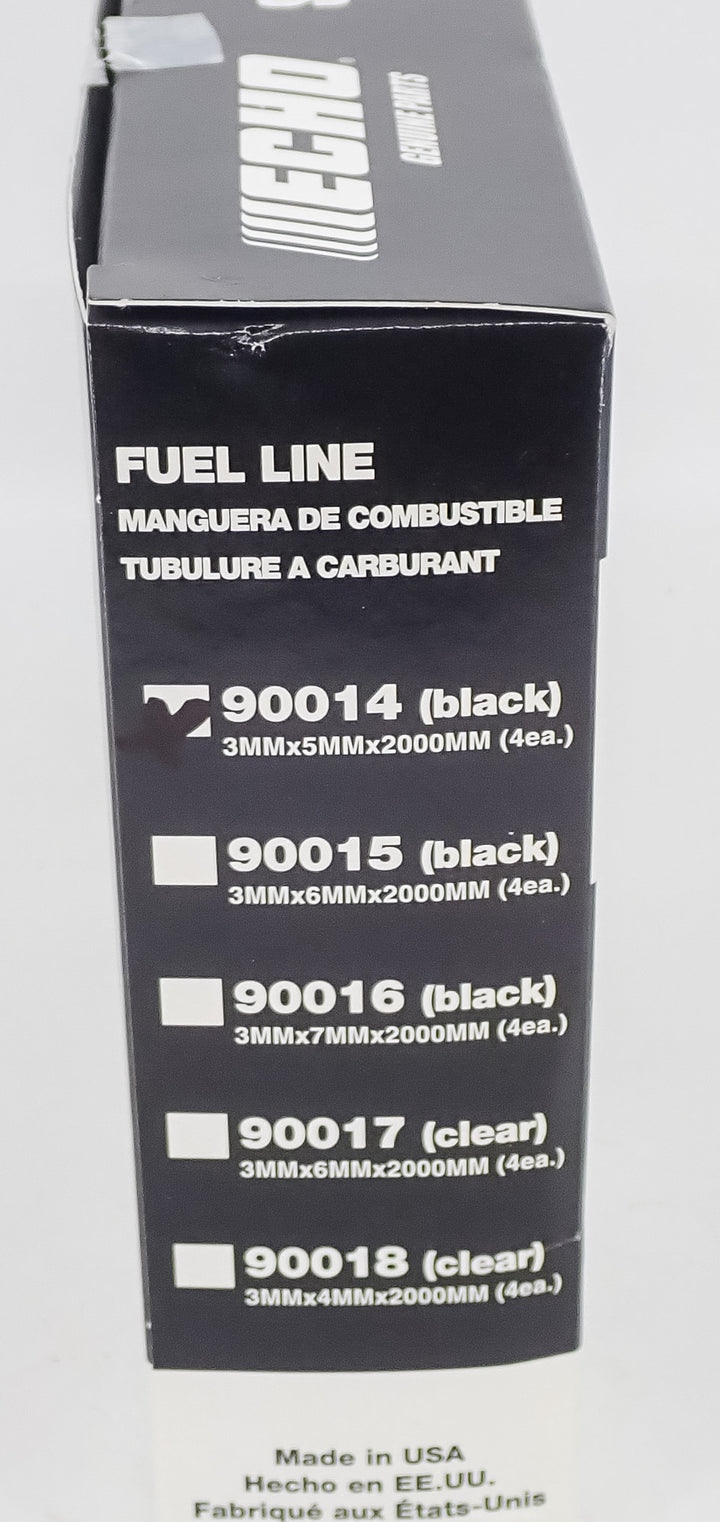 ECHO
GENUINE PARTS
FUEL LINE
MANGUERA DE COMBUSTIBLE
TUBULURE A CARBURANT
90014 (black)
3MMx5MMx2000MM (4ea.)
90015 (black)
3MMx6MMx2000MM (4ea.)
90016 (black)
3MMx7MMx2000MM (4ea.)
90017 (clear)
3MMx6MMx2000MM (4ea.)
90018 (clear)
3MMx4MMx2000MM (4ea.)
Made in USA
Hecho en EE.UU.
Fabriqué aux États-Unis